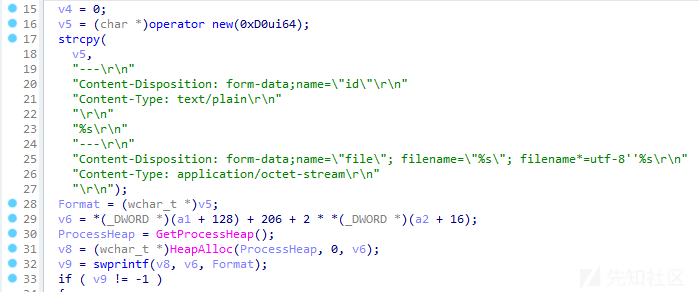 15 v4 = 0;
16 v5 = (char *)operator new(0xD0ui64);
17 strcpy(
18 v5,
19 "---\r\n"
20 "Content-Disposition: form-data;name=\"id\"\r\n"
21 "Content-Type: text/plain\r\n"
22 "\r\n"
23 "%s\r\n"
24 "---\r\n"
25 "Content-Disposition: form-data;name=\"file\"; filename=\"%s\"; filename*=utf-8''%s\r\n"
26 "Content-Type: application/octet-stream\r\n"
27 "\r\n");
28 Format = (wchar_t *)v5;
29 v6 = *(_DWORD *)(a1 + 128) + 206 + 2 * *(_DWORD *)(a2 + 16);
30 ProcessHeap = GetProcessHeap();
31 v8 = (wchar_t *)HeapAlloc(ProcessHeap, 0, v6);
32 v9 = swprintf(v8, v6, Format);
33 if ( v9 != -1 )
先知社区